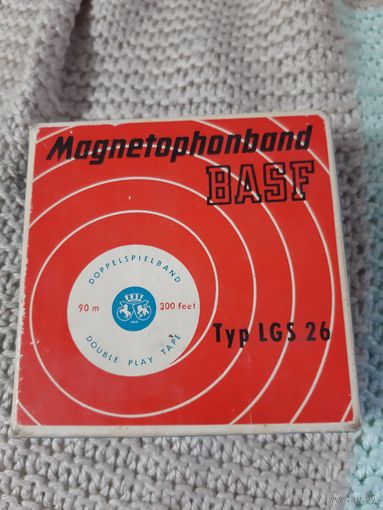 Magnetophonband
BASF
DOPPELSPIELBAND
90 m 300 feet
DOUBLE PLAY TAPE
Typ LGS 26